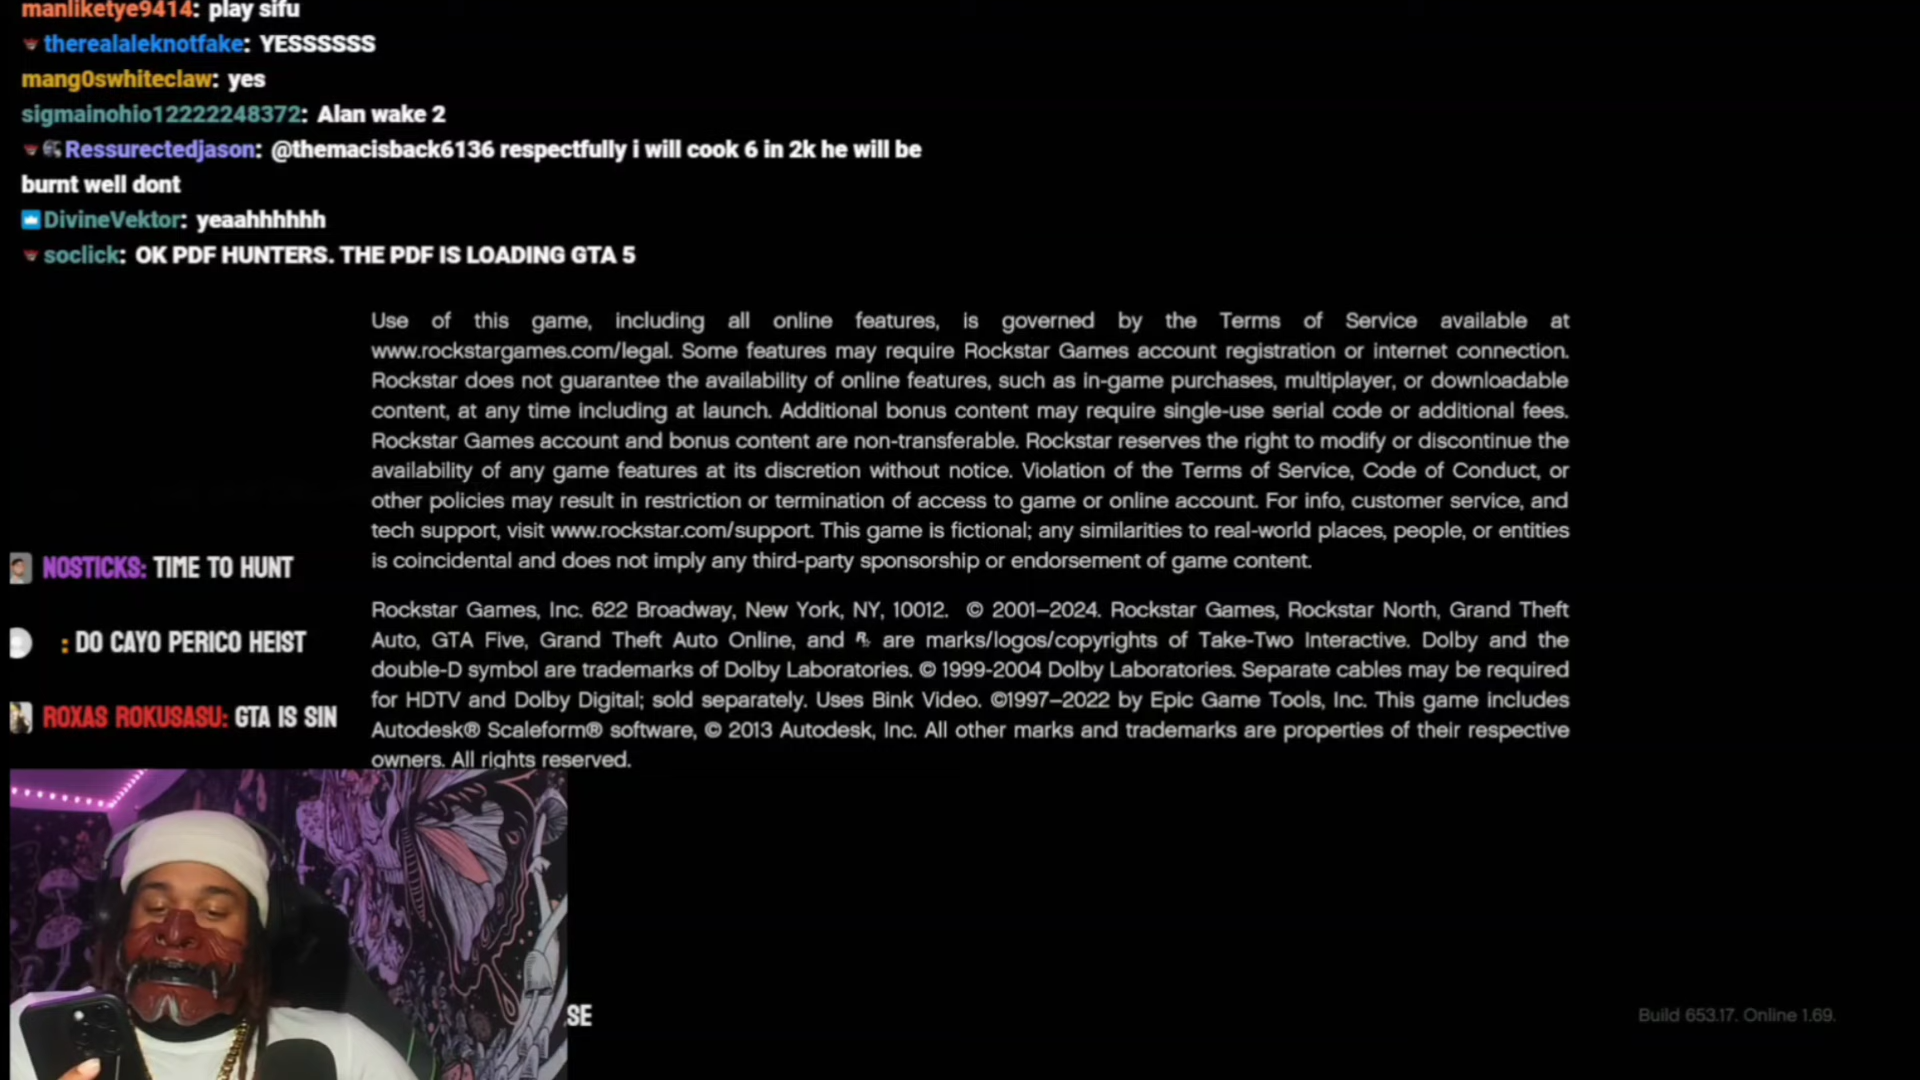 manliketye9414: play sifu
therealaleknotfake: YESSSSSS
mang0swhiteclaw: yes
sigmainohio12222248372: Alan wake 2
Ressurectedjason: @themacisback6136 respectfully i will cook 6 in 2k he will be
burnt well dont
DivineVektor: yeaahhhhhh
soclick: OK PDF HUNTERS. THE PDF IS LOADING GTA 5
Use of this game, including all online features, is governed by the Terms of Service available at
www.rockstargames.com/legal. Some features may require Rockstar Games account registration or internet connection.
Rockstar does not guarantee the availability of online features, such as in-game purchases, multiplayer, or downloadable
content, at any time including at launch. Additional bonus content may require single-use serial code or additional fees.
Rockstar Games account and bonus content are non-transferable. Rockstar reserves the right to modify or discontinue the
availability of any game features at its discretion without notice. Violation of the Terms of Service, Code of Conduct, or
other policies may result in restriction or termination of access to game or online account. For info, customer service, and
tech support, visit www.rockstar.com/support. This game is fictional; any similarities to real-world places, people, or entities
is coincidental and does not imply any third-party sponsorship or endorsement of game content.
Rockstar Games, Inc. 622 Broadway, New York, NY, 10012. © 2001–2024. Rockstar Games, Rockstar North, Grand Theft
Auto, GTA Five, Grand Theft Auto Online, and R* are marks/logos/copyrights of Take-Two Interactive. Dolby and the
double-D symbol are trademarks of Dolby Laboratories. © 1999-2004 Dolby Laboratories. Separate cables may be required
for HDTV and Dolby Digital; sold separately. Uses Bink Video. ©1997–2022 by Epic Game Tools, Inc. This game includes
Autodesk® Scaleform® software, © 2013 Autodesk, Inc. All other marks and trademarks are properties of their respective
owners. All rights reserved.
NOSTICKS: TIME TO HUNT
: DO CAYO PERICO HEIST
ROXAS ROKUSASU: GTA IS SIN
SE
Build 653.17. Online 1.69.